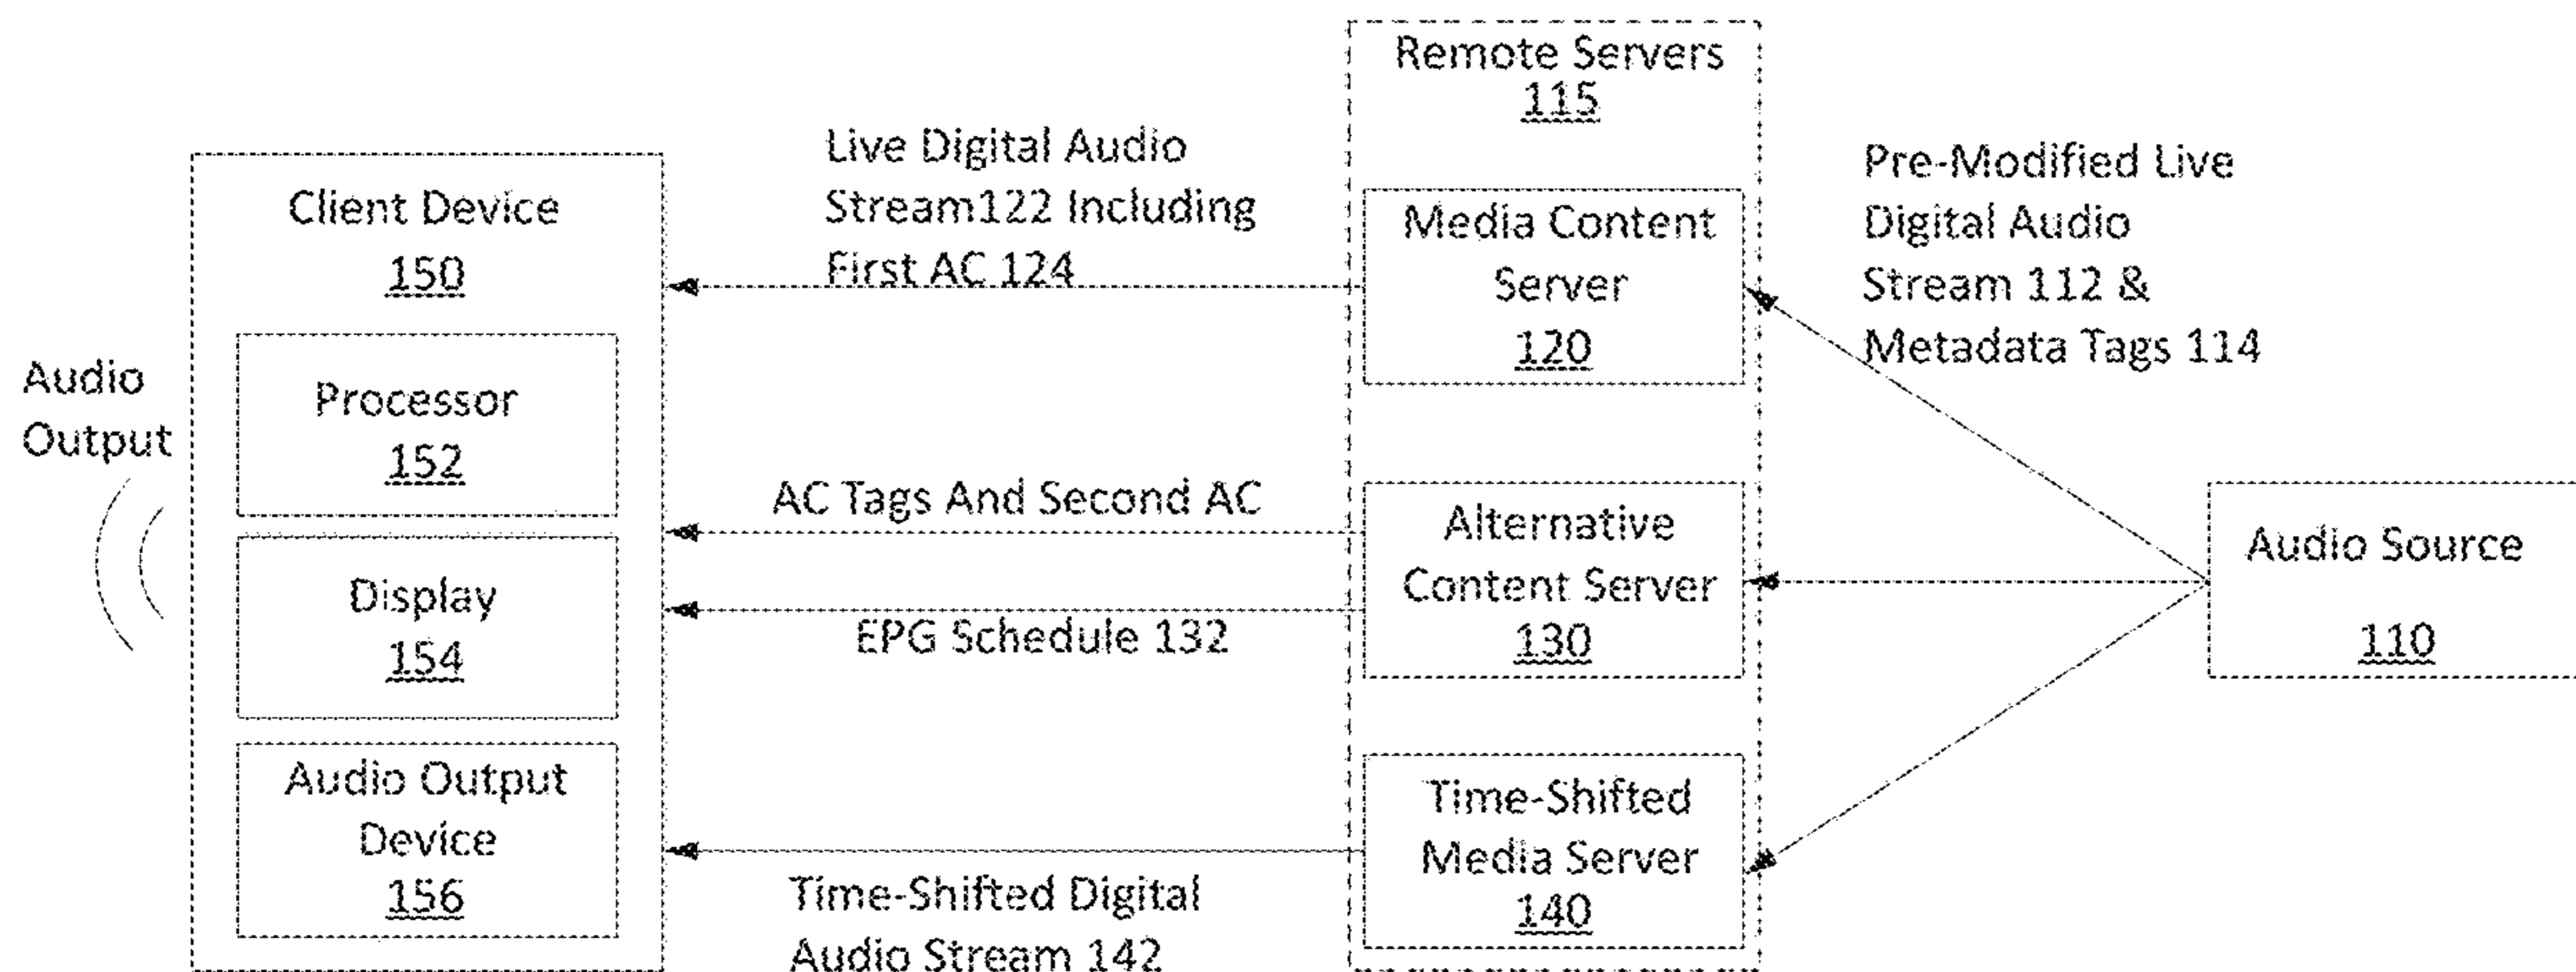 Remote Servers
115
Live Digital Audio
Stream122 Including
First AC 124
Pre-Modified Live
Digital Audio
Stream 112 &
Metadata Tags 114
Client Device
150
Media Content
Server
120
Audio
Output
Processor
152
AC Tags And Second AC
Alternative
Content Server
130
Audio Source
110
Display
154
EPG Schedule 132
Audio Output
Device
156
Time-Shifted
Media Server
140
Time-Shifted Digital
Audio Stream 142